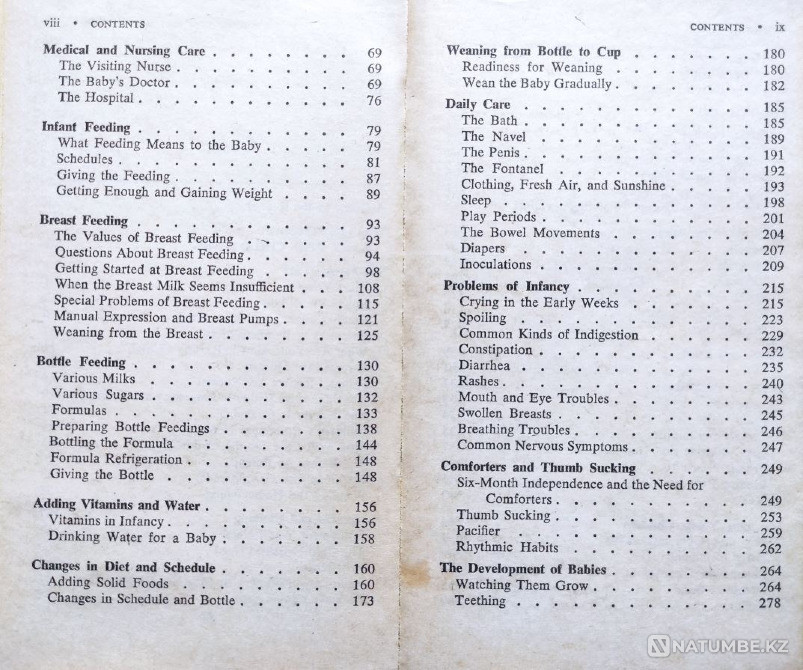 viii • CONTENTS
Medical and Nursing Care . . . . . . . . . 69
The Visiting Nurse . . . . . . . . . . . 69
The Baby's Doctor . . . . . . . . . . . 69
The Hospital . . . . . . . . . . . . . 76
Infant Feeding . . . . . . . . . . . . . 79
What Feeding Means to the Baby . . . . . . 79
Schedules . . . . . . . . . . . . . . 81
Giving the Feeding . . . . . . . . . . . 87
Getting Enough and Gaining Weight . . . . 89
Breast Feeding . . . . . . . . . . . . . 93
The Values of Breast Feeding . . . . . . . 93
Questions About Breast Feeding . . . . . . . 94
Getting Started at Breast Feeding . . . . . . 98
When the Breast Milk Seems Insufficient . . . 108
Special Problems of Breast Feeding . . . . . 115
Manual Expression and Breast Pumps . . . . 121
Weaning from the Breast . . . . . . . . . 125
Bottle Feeding . . . . . . . . . . . . . 130
Various Milks . . . . . . . . . . . . . 130
Various Sugars . . . . . . . . . . . . . 132
Formulas . . . . . . . . . . . . . . 133
Preparing Bottle Feedings . . . . . . . . 138
Bottling the Formula . . . . . . . . . . 144
Formula Refrigeration . . . . . . . . . . 148
Giving the Bottle . . . . . . . . . . . 148
Adding Vitamins and Water . . . . . . . . . 156
Vitamins in Infancy . . . . . . . . . . . 156
Drinking Water for a Baby . . . . . . . . 158
Changes in Diet and Schedule . . . . . . . . 160
Adding Solid Foods . . . . . . . . . . 160
Changes in Schedule and Bottle . . . . . . . 173
CONTENTS • ix
Weaning from Bottle to Cup . . . . . . . 180
Readiness for Weaning . . . . . . . . 180
Wean the Baby Gradually . . . . . . . . 182
Daily Care . . . . . . . . . . . . . 185
The Bath . . . . . . . . . . . . . 185
The Navel . . . . . . . . . . . . . 189
The Penis . . . . . . . . . . . . . 191
The Fontanel . . . . . . . . . . . . 192
Clothing, Fresh Air, and Sunshine . . . . . 193
Sleep . . . . . . . . . . . . . . 198
Play Periods . . . . . . . . . . . . 201
The Bowel Movements . . . . . . . . . 204
Diapers . . . . . . . . . . . . . 207
Inoculations . . . . . . . . . . . . 209
Problems of Infancy . . . . . . . . . . 215
Crying in the Early Weeks . . . . . . . 215
Spoiling . . . . . . . . . . . . . 223
Common Kinds of Indigestion . . . . . . 229
Constipation . . . . . . . . . . . . 232
Diarrhea . . . . . . . . . . . . . 235
Rashes . . . . . . . . . . . . . . 240
Mouth and Eye Troubles . . . . . . . . 243
Swollen Breasts . . . . . . . . . . . 245
Breathing Troubles . . . . . . . . . . 246
Common Nervous Symptoms . . . . . . . 247
Comforters and Thumb Sucking . . . . . . 249
Six-Month Independence and the Need for
Comforters . . . . . . . . . . . . 249
Thumb Sucking . . . . . . . . . . . 253
Pacifier . . . . . . . . . . . . . 259
Rhythmic Habits . . . . . . . . . . . 262
The Development of Babies . . . . . . . . 264
Watching Them Grow . . . . . . . . . 264
Teething . . . . . . . . . . . . . 278
NATUMBE.KZ